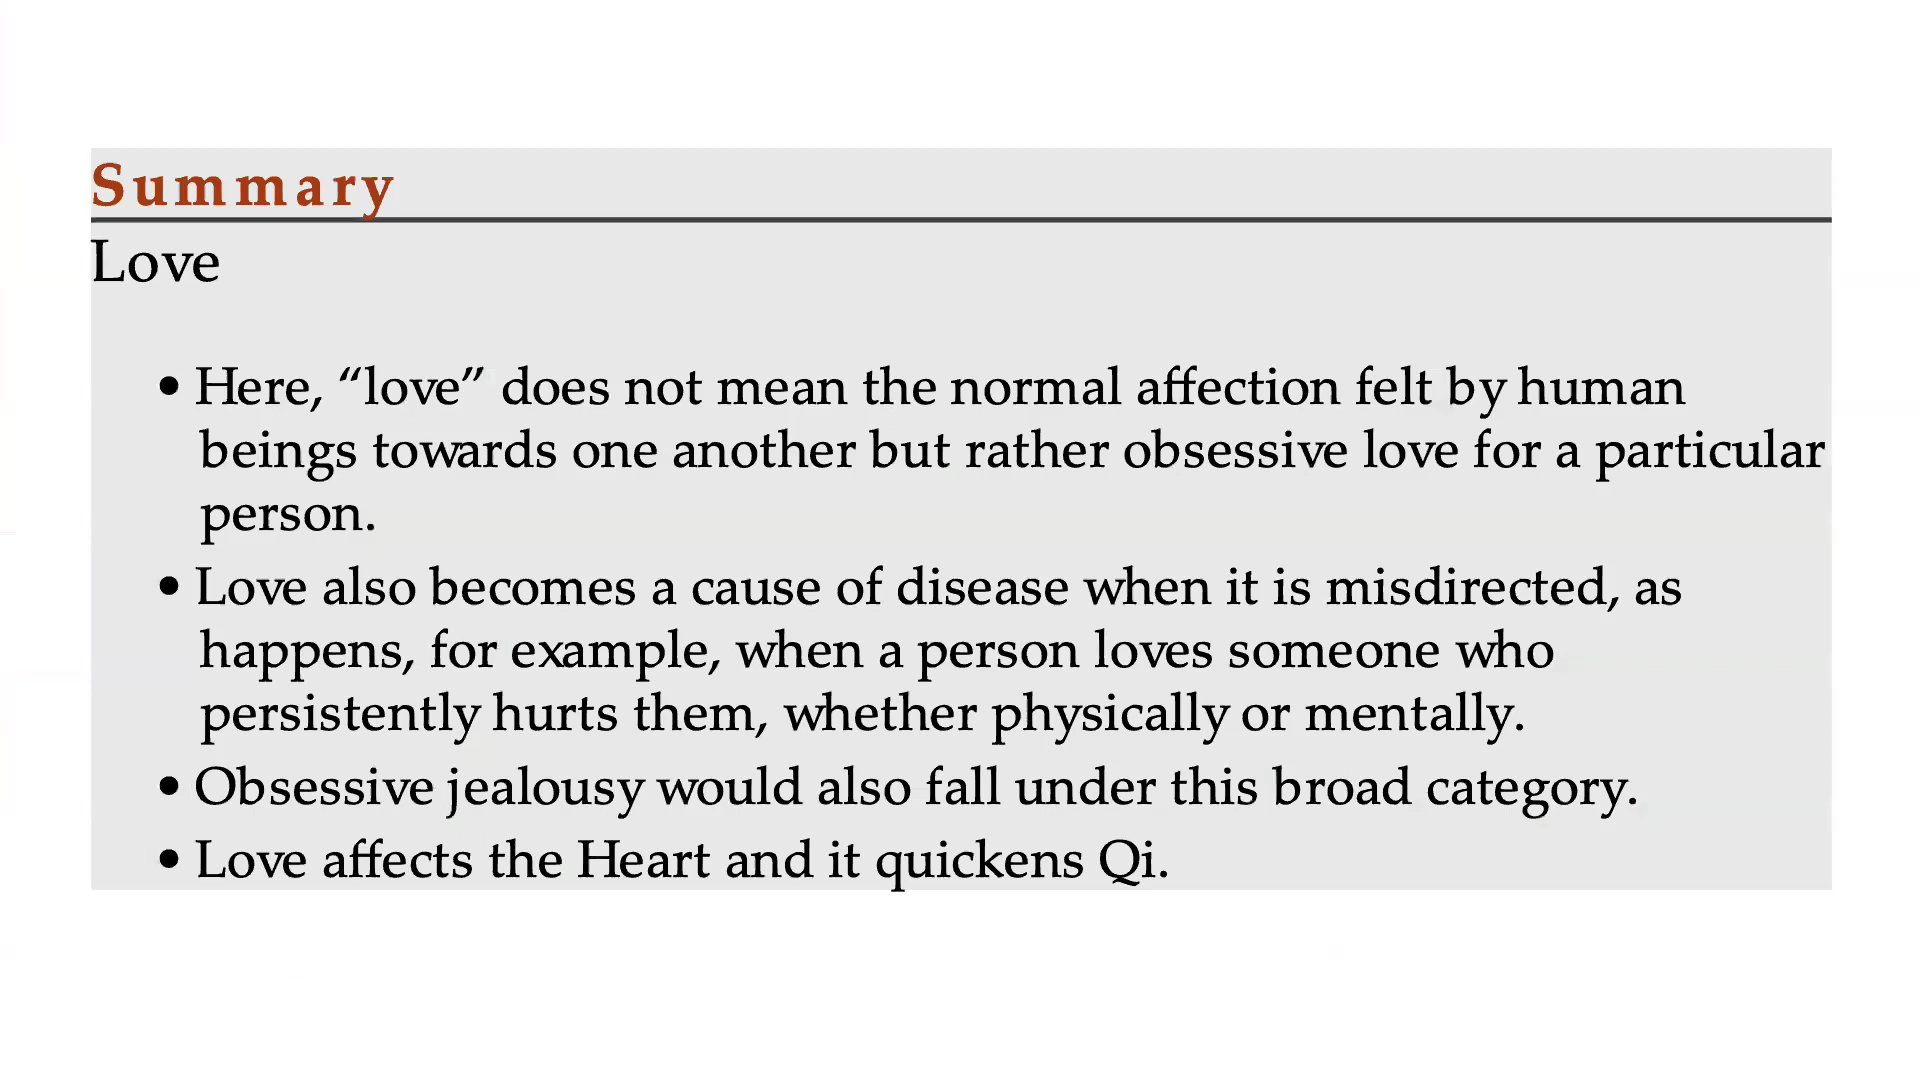 Summary
Love
• Here, “love” does not mean the normal affection felt by human
beings towards one another but rather obsessive love for a particular
person.
• Love also becomes a cause of disease when it is misdirected, as
happens, for example, when a person loves someone who
persistently hurts them, whether physically or mentally.
• Obsessive jealousy would also fall under this broad category.
• Love affects the Heart and it quickens Qi.